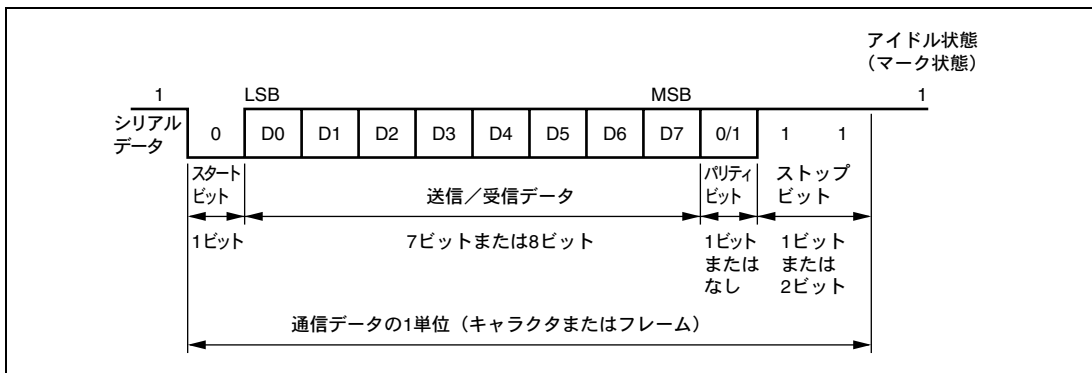 アイドル状態
（マーク状態）
1 LSB MSB 1
シリアル
データ
0 D0 D1 D2 D3 D4 D5 D6 D7 0/1 1 1
スタート
ビット
送信／受信データ
パリティ
ビット
ストップ
ビット
1ビット
7ビットまたは8ビット
1ビット
または
なし
1ビット
または
2ビット
通信データの1単位（キャラクタまたはフレーム）